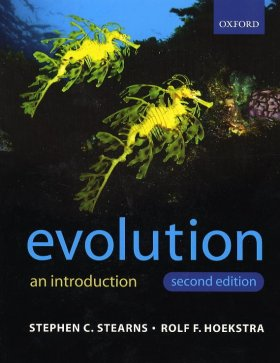 OXFORD
evolution
an introduction
second edition
STEPHEN C. STEARNS • ROLF F. HOEKSTRA